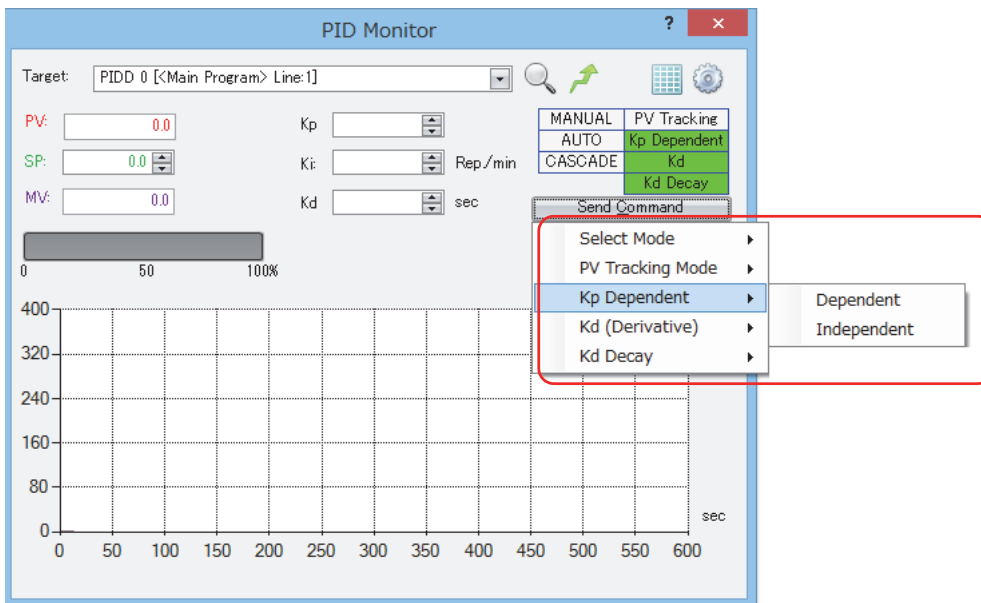 PID Monitor
?
×
Target:
PIDD 0 [<Main Program> Line:1]
PV:
0.0
Kp
MANUAL
PV Tracking
AUTO
Kp Dependent
SP:
0.0
Ki:
Rep./min
CASCADE
Kd
Kd Decay
MV:
0.0
Kd
sec
Send Command
Select Mode
PV Tracking Mode
Kp Dependent
Dependent
Kd (Derivative)
Independent
Kd Decay
0
50
100%
400
320
240
160
80
0
sec
0 50 100 150 200 250 300 350 400 450 500 550 600